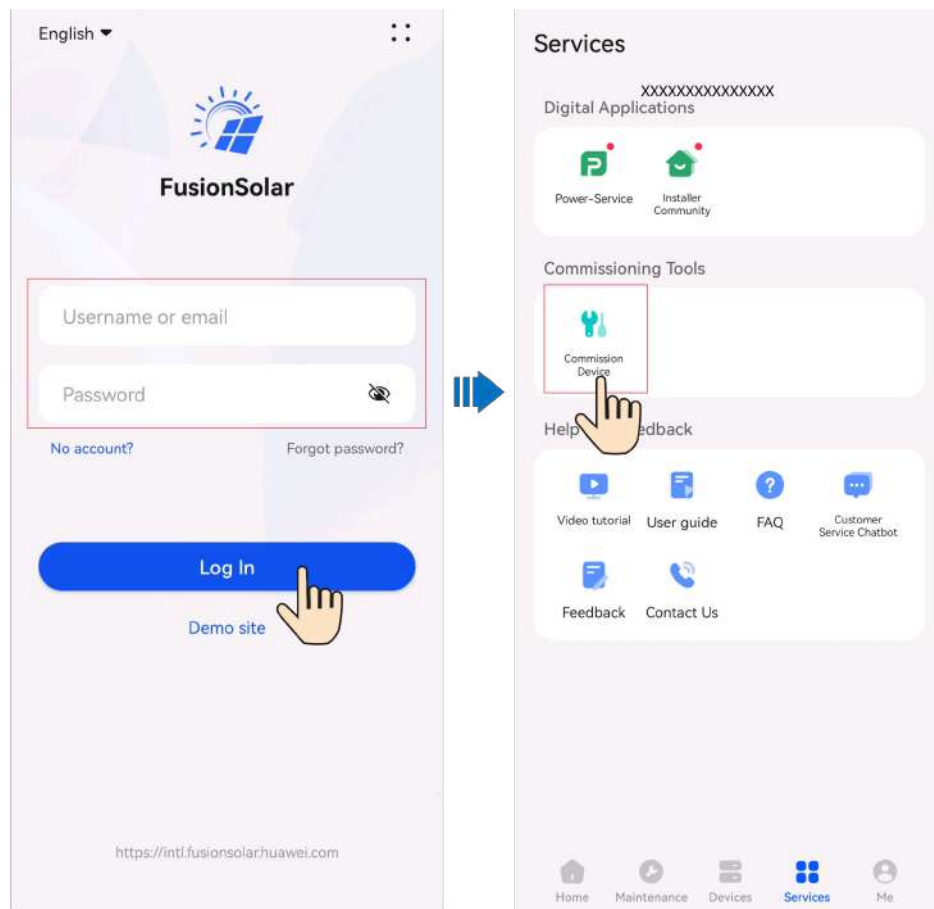 English
FusionSolar
Username or email
Password
No account?
Forgot password?
Log In
Demo site
https://intl.fusionsolar.huawei.com
Services
XXXXXXXXXXXXXXX
Digital Applications
Power-Service
Installer
Community
Commissioning Tools
Commission
Device
Help
edback
Video tutorial
User guide
FAQ
Customer
Service Chatbot
Feedback
Contact Us
Home
Maintenance
Devices
Services
Me